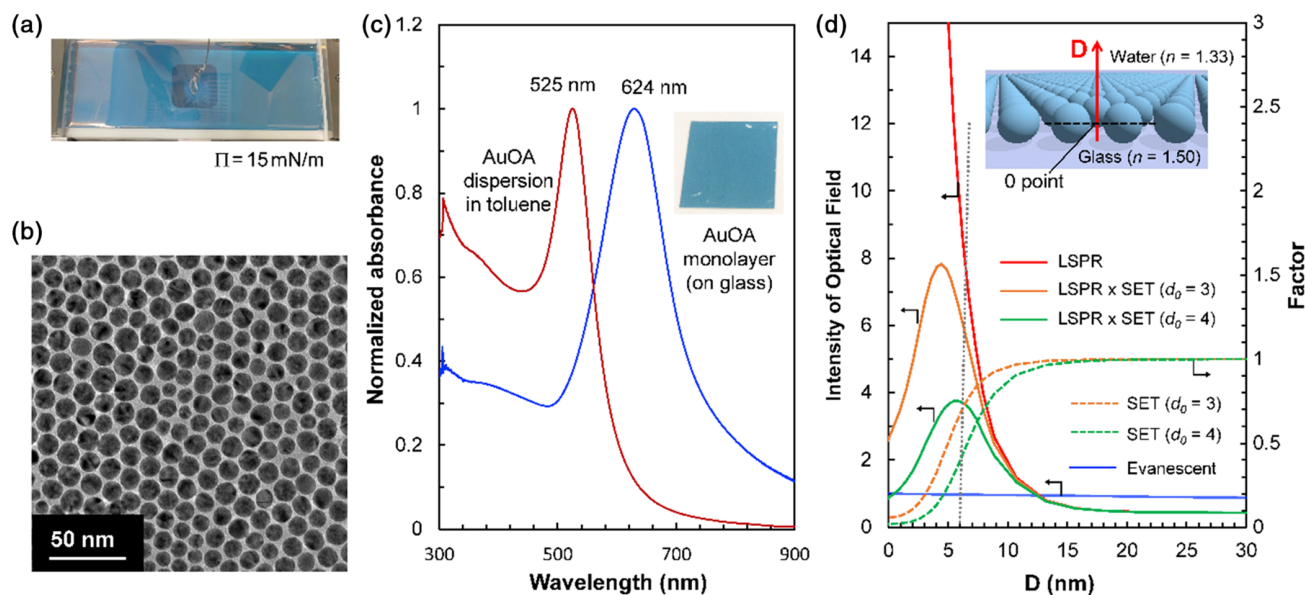 (a)
Π = 15 mN/m
(b)
50 nm
(c)
Normalized absorbance
1.2
1
0.8
0.6
0.4
0.2
0
300
500
700
900
Wavelength (nm)
525 nm
624 nm
AuOA
dispersion
in toluene
AuOA
monolayer
(on glass)
(d)
Intensity of Optical Field
14
12
10
8
6
4
2
0
0
5
10
15
20
25
30
D (nm)
3
2.5
2
1.5
1
0.5
0
Factor
D
Water (n = 1.33)
Glass (n = 1.50)
0 point
LSPR
LSPR x SET (d0 = 3)
LSPR x SET (d0 = 4)
SET (d0 = 3)
SET (d0 = 4)
Evanescent